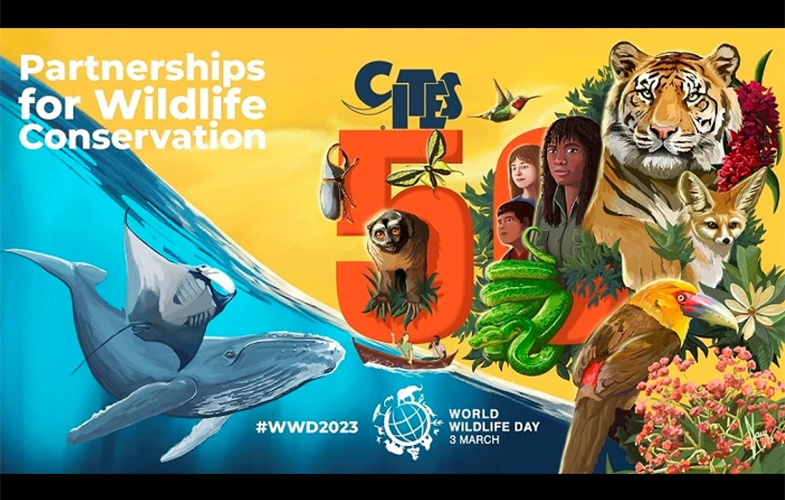 Partnerships
for Wildlife
Conservation
CITES
50
#WWD2023
WORLD
WILDLIFE DAY
3 MARCH